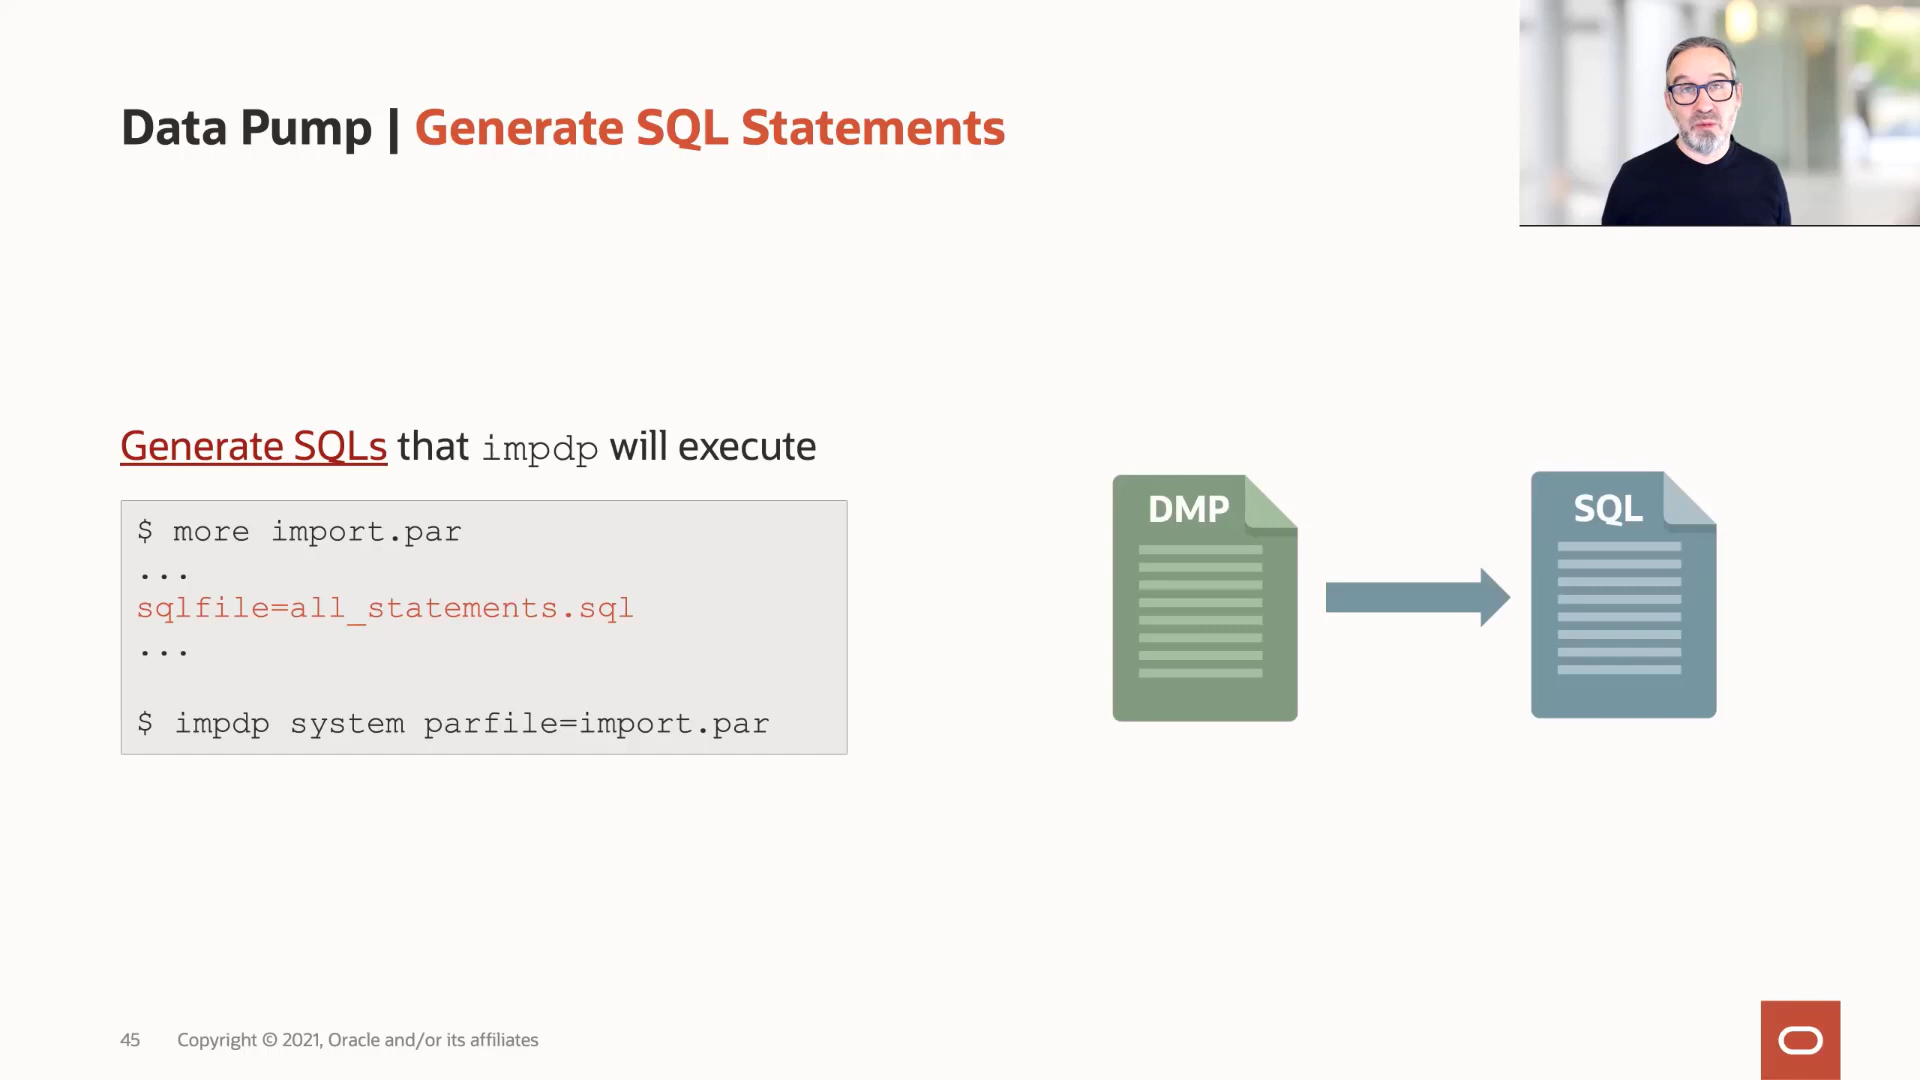 Data Pump | Generate SQL Statements
Generate SQLs that impdp will execute
$ more import.par
...
sqlfile=all_statements.sql
...
$ impdp system parfile=import.par
DMP
SQL
45 Copyright © 2021, Oracle and/or its affiliates